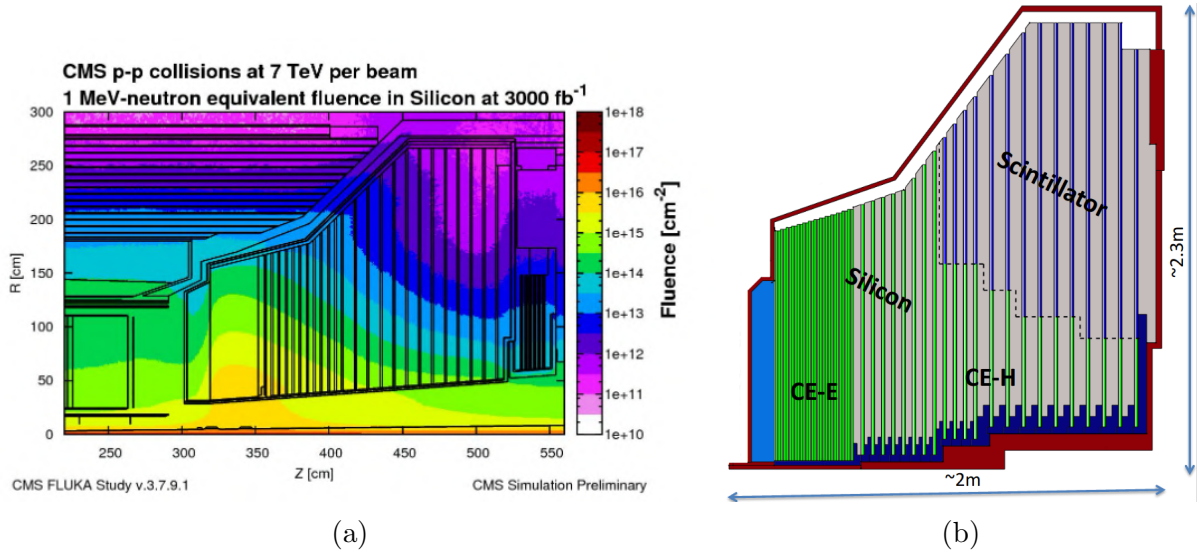 CMS p-p collisions at 7 TeV per beam
1 MeV-neutron equivalent fluence in Silicon at 3000 fb⁻¹
300
250
200
150
100
50
0
R [cm]
250
300
350
400
450
500
550
Z [cm]
1e+18
1e+17
1e+16
1e+15
1e+14
1e+13
1e+12
1e+11
1e+10
Fluence [cm⁻²]
CMS FLUKA Study v.3.7.9.1
CMS Simulation Preliminary
(a)
Scintillator
Silicon
CE-E
CE-H
~2.3m
~2m
(b)